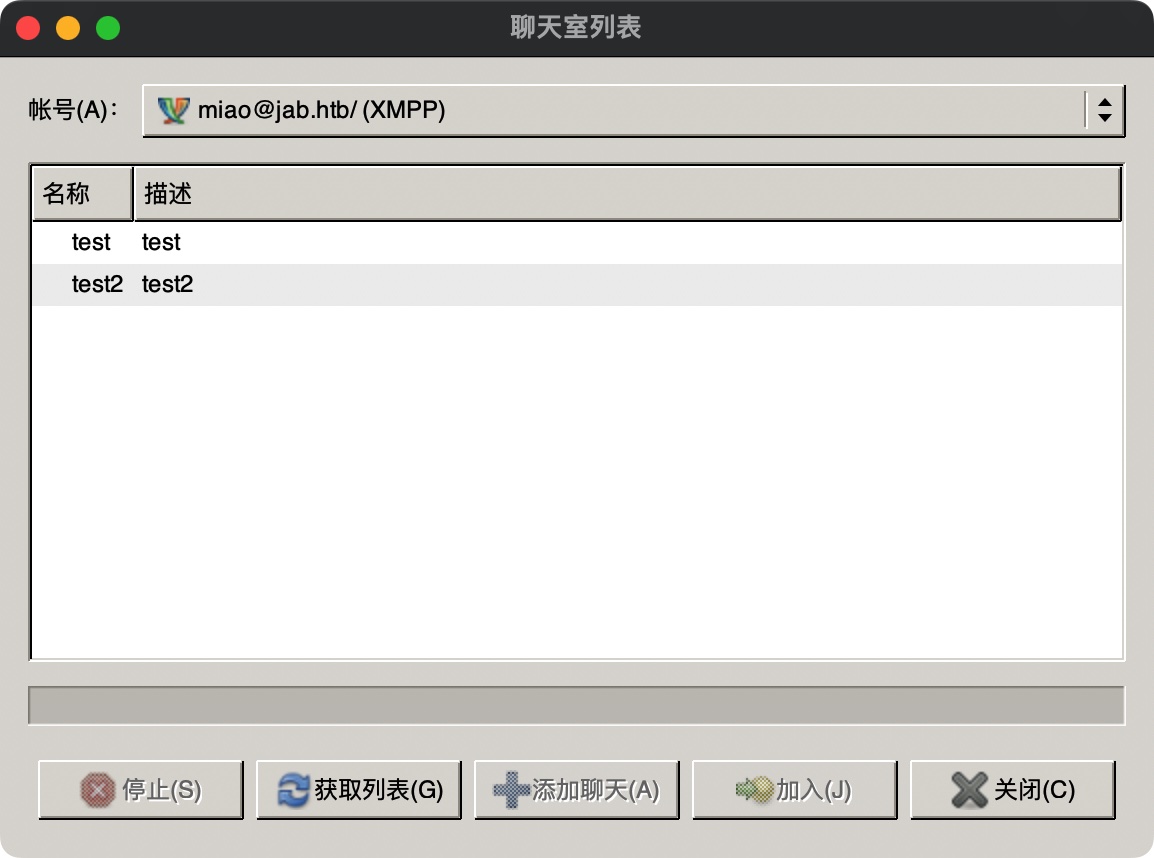 聊天室列表
帐号(A)： miao@jab.htb/ (XMPP)
名称 描述
test test
test2 test2
停止(S) 获取列表(G) 添加聊天(A) 加入(J) 关闭(C)